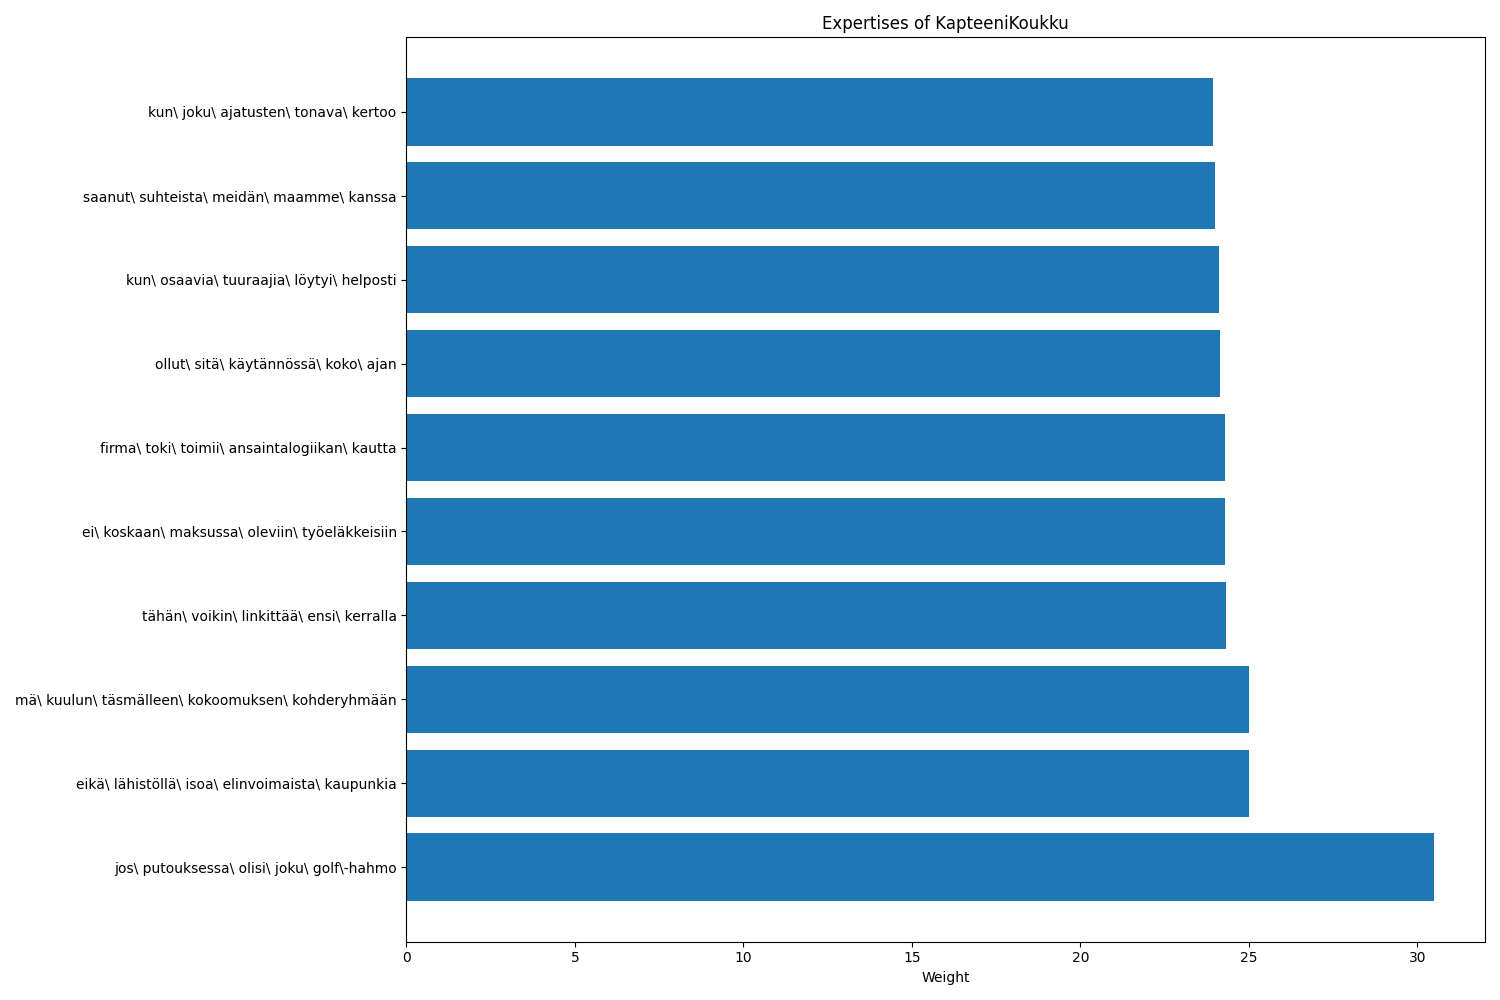 Expertises of KapteeniKoukku
kun\ joku\ ajatusten\ tonava\ kertoo
saanut\ suhteista\ meidän\ maamme\ kanssa
kun\ osaavia\ tuuraajia\ löytyi\ helposti
ollut\ sitä\ käytännössä\ koko\ ajan
firma\ toki\ toimii\ ansaintalogiikan\ kautta
ei\ koskaan\ maksussa\ oleviin\ työeläkkeisiin
tähän\ voikin\ linkittää\ ensi\ kerralla
mä\ kuulun\ täsmälleen\ kokoomuksen\ kohderyhmään
eikä\ lähistöllä\ isoa\ elinvoimaista\ kaupunkia
jos\ putouksessa\ olisi\ joku\ golf\-hahmo
0 5 10 15 20 25 30
Weight